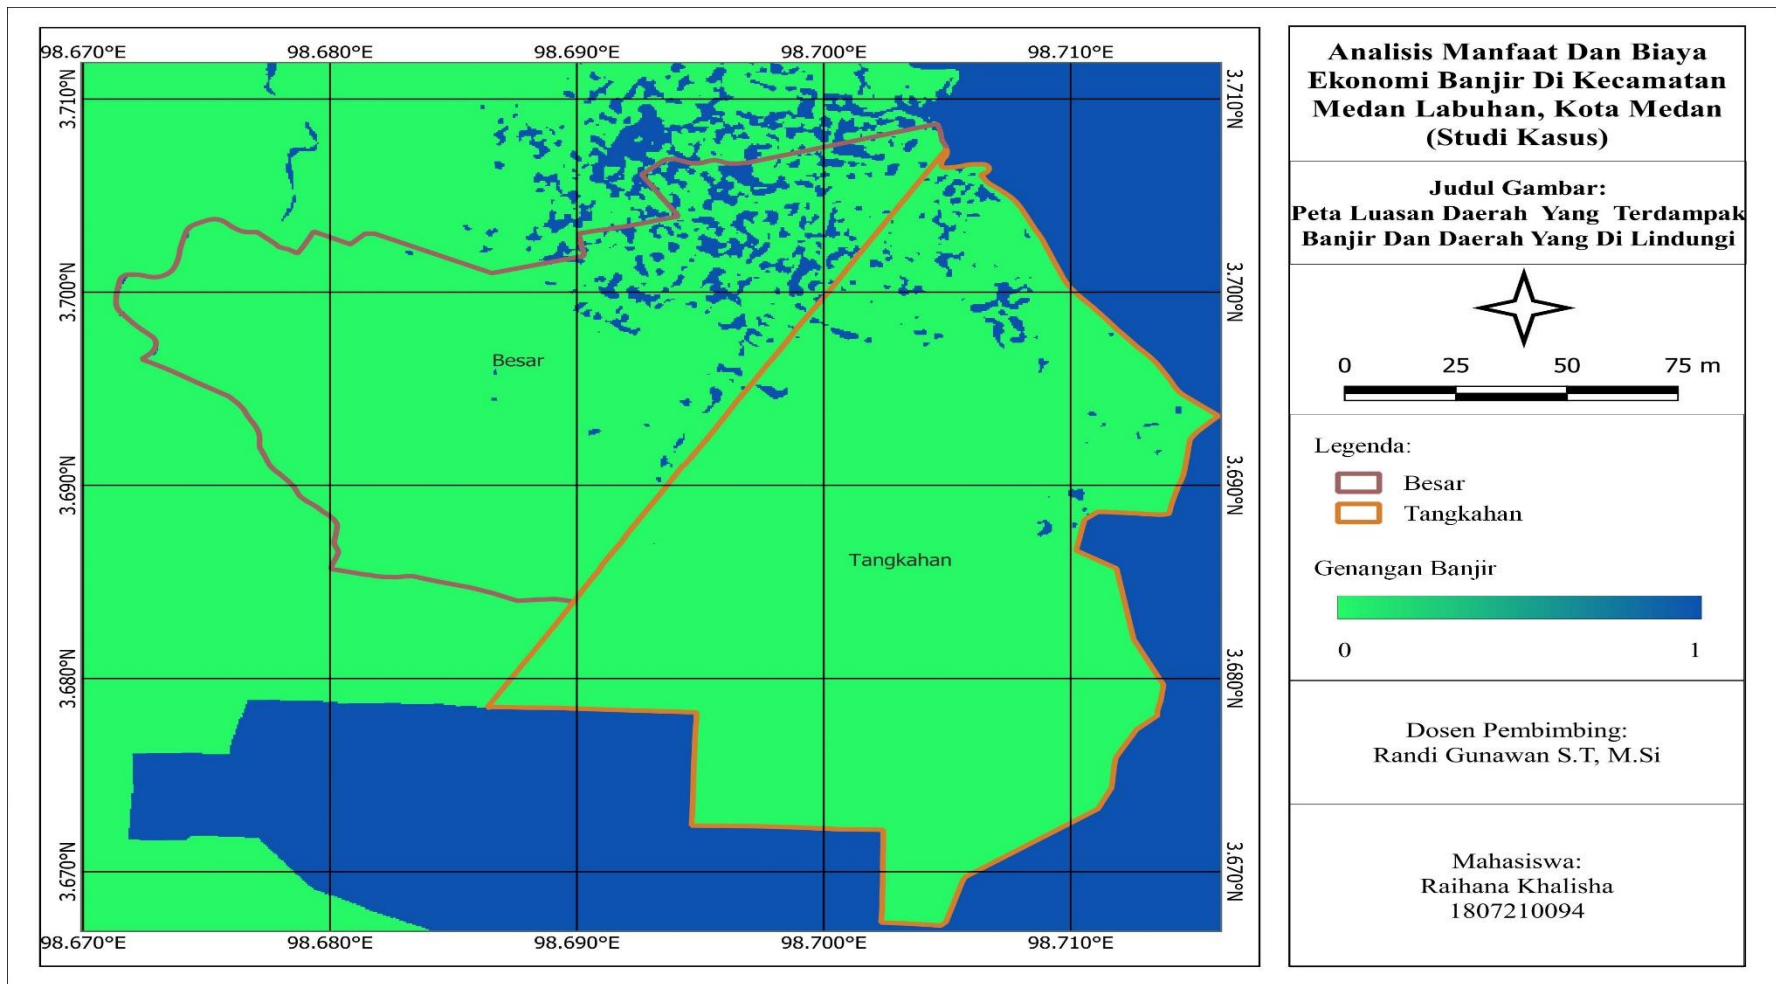 98.670°E 98.680°E 98.690°E 98.700°E 98.710°E
3.710°N 3.710°N
3.700°N 3.700°N
Besar
3.690°N 3.690°N
Tangkahan
3.680°N 3.680°N
3.670°N 3.670°N
98.670°E 98.680°E 98.690°E 98.700°E 98.710°E
Analisis Manfaat Dan Biaya
Ekonomi Banjir Di Kecamatan
Medan Labuhan, Kota Medan
(Studi Kasus)
Judul Gambar:
Peta Luasan Daerah Yang Terdampak
Banjir Dan Daerah Yang Di Lindungi
0 25 50 75 m
Legenda:
Besar
Tangkahan
Genangan Banjir
0 1
Dosen Pembimbing:
Randi Gunawan S.T, M.Si
Mahasiswa:
Raihana Khalisha
1807210094